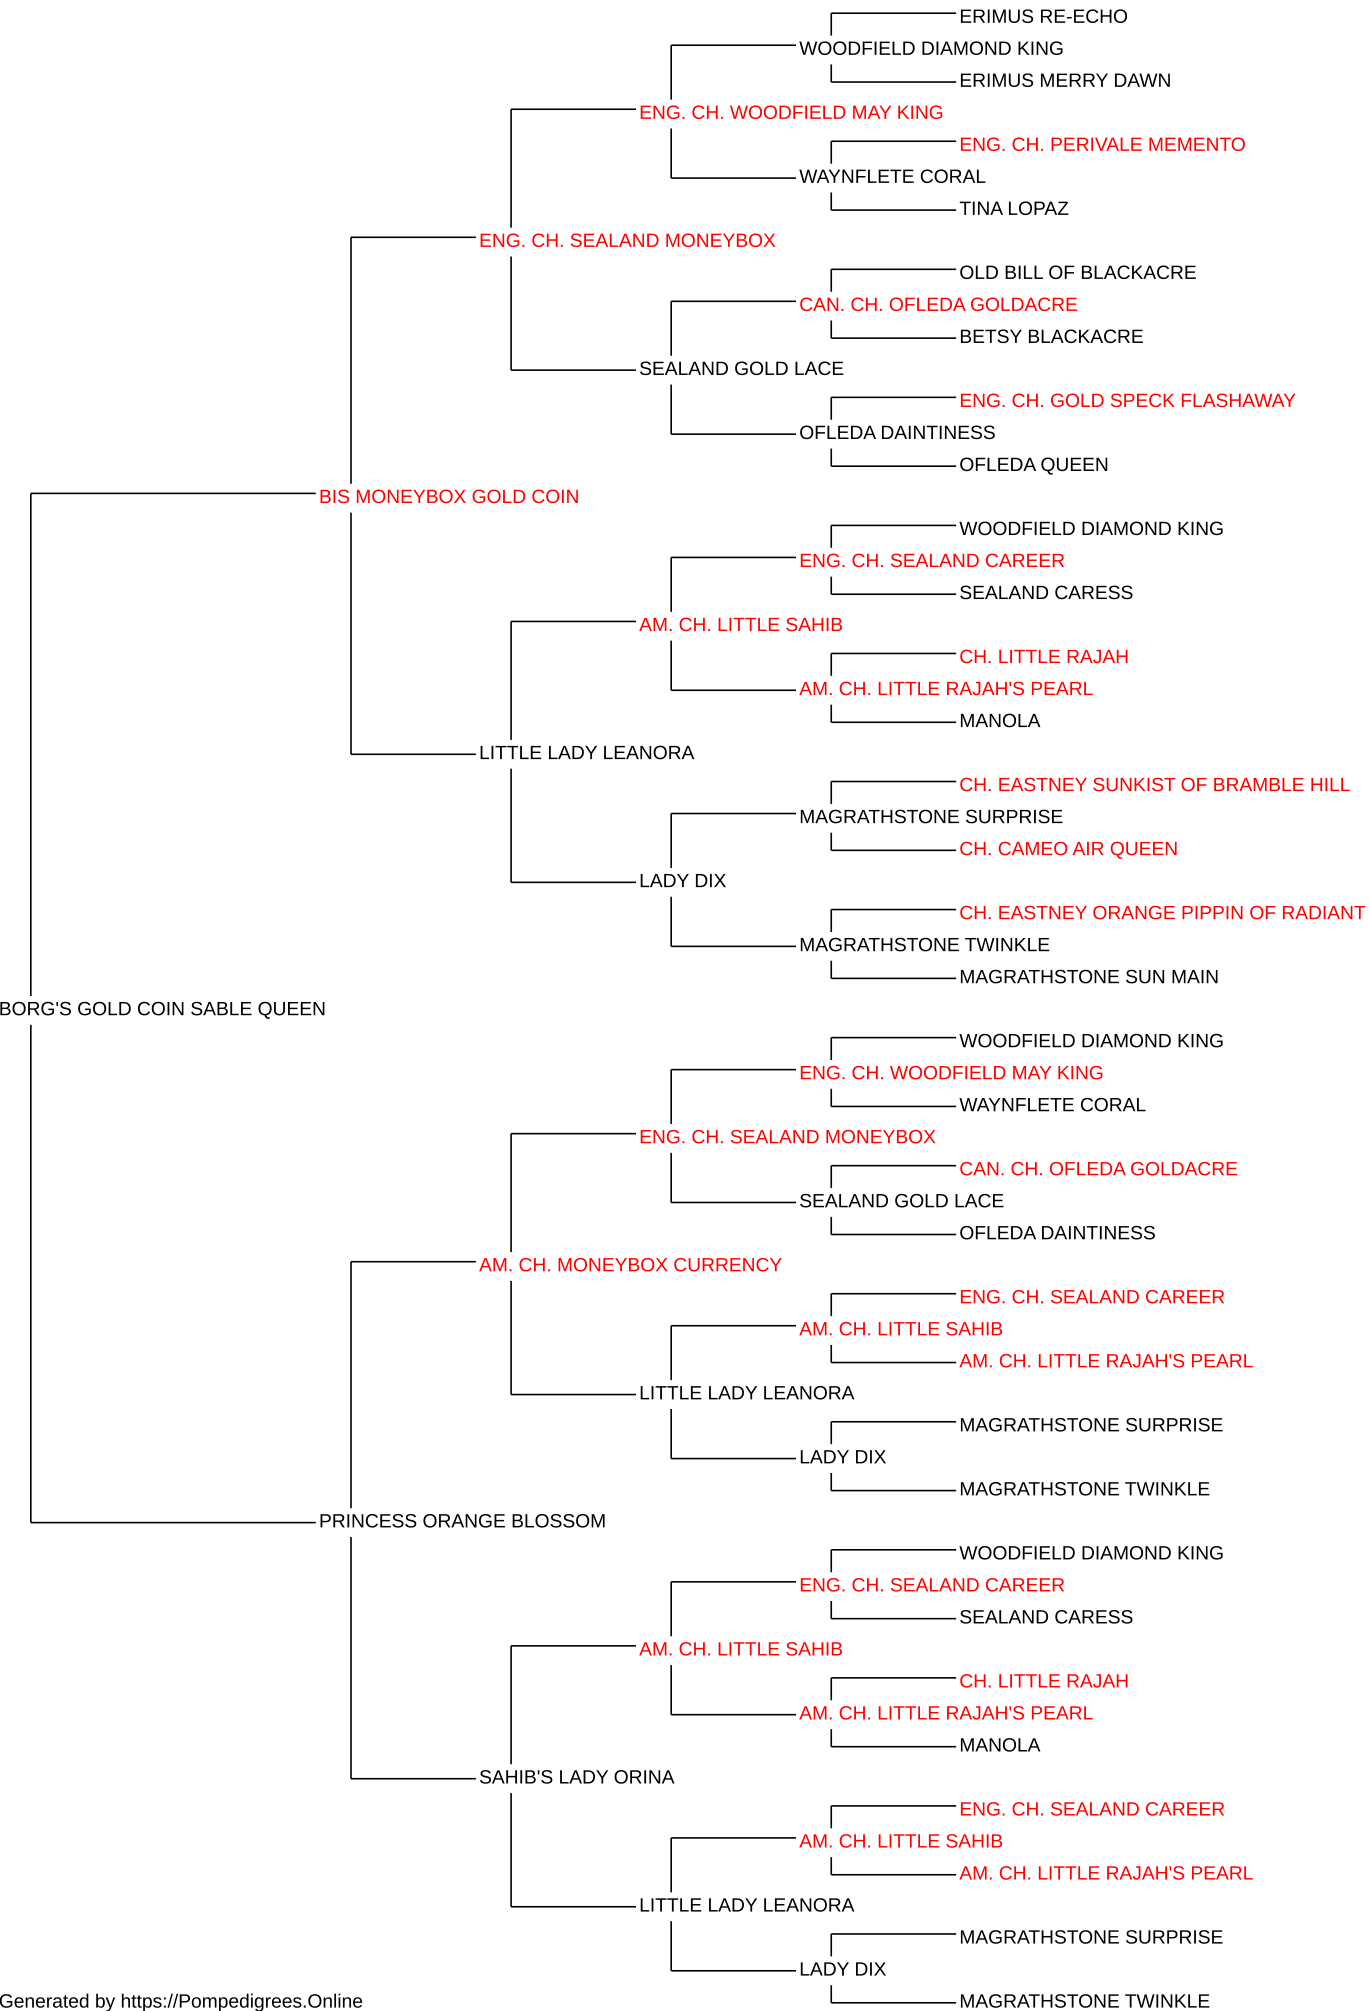 ERIMUS RE-ECHO
WOODFIELD DIAMOND KING
ERIMUS MERRY DAWN
ENG. CH. WOODFIELD MAY KING
ENG. CH. PERIVALE MEMENTO
WAYNFLETE CORAL
TINA LOPAZ
ENG. CH. SEALAND MONEYBOX
OLD BILL OF BLACKACRE
CAN. CH. OFLEDA GOLDACRE
BETSY BLACKACRE
SEALAND GOLD LACE
ENG. CH. GOLD SPECK FLASHAWAY
OFLEDA DAINTINESS
OFLEDA QUEEN
BIS MONEYBOX GOLD COIN
WOODFIELD DIAMOND KING
ENG. CH. SEALAND CAREER
SEALAND CARESS
AM. CH. LITTLE SAHIB
CH. LITTLE RAJAH
AM. CH. LITTLE RAJAH'S PEARL
MANOLA
LITTLE LADY LEANORA
CH. EASTNEY SUNKIST OF BRAMBLE HILL
MAGRATHSTONE SURPRISE
CH. CAMEO AIR QUEEN
LADY DIX
CH. EASTNEY ORANGE PIPPIN OF RADIANT
MAGRATHSTONE TWINKLE
MAGRATHSTONE SUN MAIN
BORG'S GOLD COIN SABLE QUEEN
WOODFIELD DIAMOND KING
ENG. CH. WOODFIELD MAY KING
WAYNFLETE CORAL
ENG. CH. SEALAND MONEYBOX
CAN. CH. OFLEDA GOLDACRE
SEALAND GOLD LACE
OFLEDA DAINTINESS
AM. CH. MONEYBOX CURRENCY
ENG. CH. SEALAND CAREER
AM. CH. LITTLE SAHIB
AM. CH. LITTLE RAJAH'S PEARL
LITTLE LADY LEANORA
MAGRATHSTONE SURPRISE
LADY DIX
MAGRATHSTONE TWINKLE
PRINCESS ORANGE BLOSSOM
WOODFIELD DIAMOND KING
ENG. CH. SEALAND CAREER
SEALAND CARESS
AM. CH. LITTLE SAHIB
CH. LITTLE RAJAH
AM. CH. LITTLE RAJAH'S PEARL
MANOLA
SAHIB'S LADY ORINA
ENG. CH. SEALAND CAREER
AM. CH. LITTLE SAHIB
AM. CH. LITTLE RAJAH'S PEARL
LITTLE LADY LEANORA
MAGRATHSTONE SURPRISE
LADY DIX
MAGRATHSTONE TWINKLE
Generated by https://Pompedigrees.Online